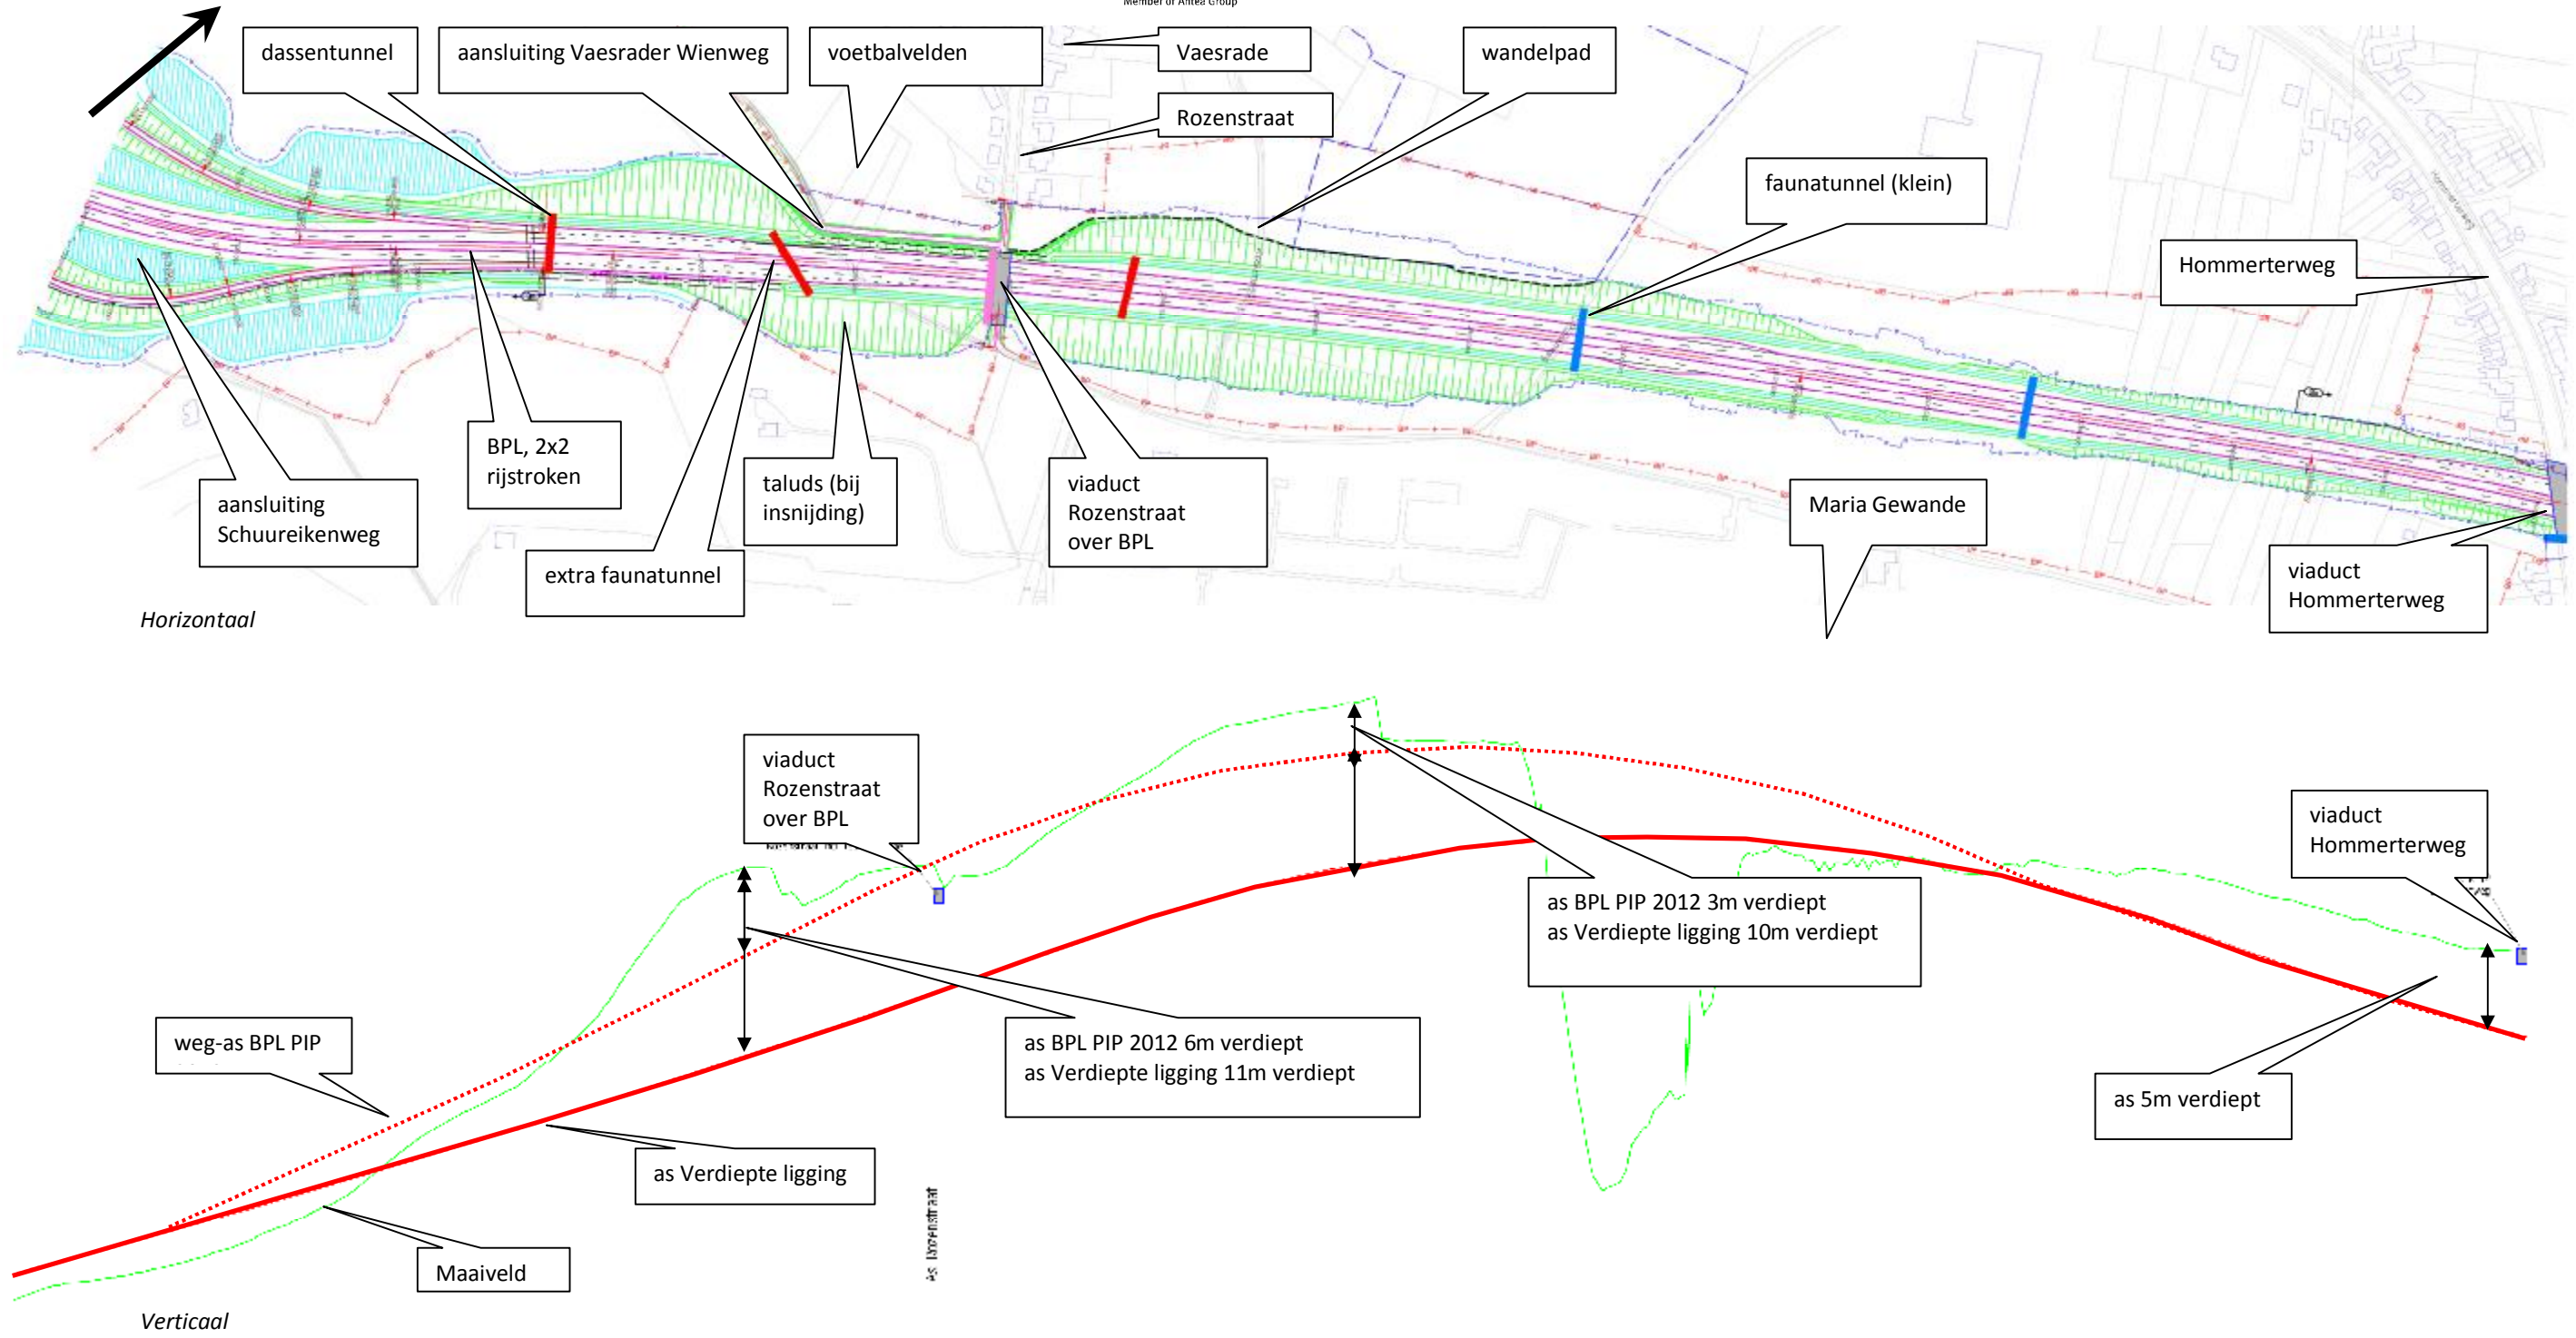 Member of Antea Group
dassentunnel
aansluiting Vaesrader Wienweg
voetbalvelden
Vaesrade
wandelpad
Rozenstraat
faunatunnel (klein)
Hommerterweg
BPL, 2x2
rijstroken
aansluiting
Schuureikenweg
taluds (bij
insnijding)
viaduct
Rozenstraat
over BPL
Maria Gewande
extra faunatunnel
viaduct
Hommerterweg
Horizontaal
viaduct
Rozenstraat
over BPL
viaduct
Hommerterweg
as BPL PIP 2012 3m verdiept
as Verdiepte ligging 10m verdiept
weg-as BPL PIP
as BPL PIP 2012 6m verdiept
as Verdiepte ligging 11m verdiept
as 5m verdiept
as Verdiepte ligging
As Rozenstraat
Maaiveld
Verticaal